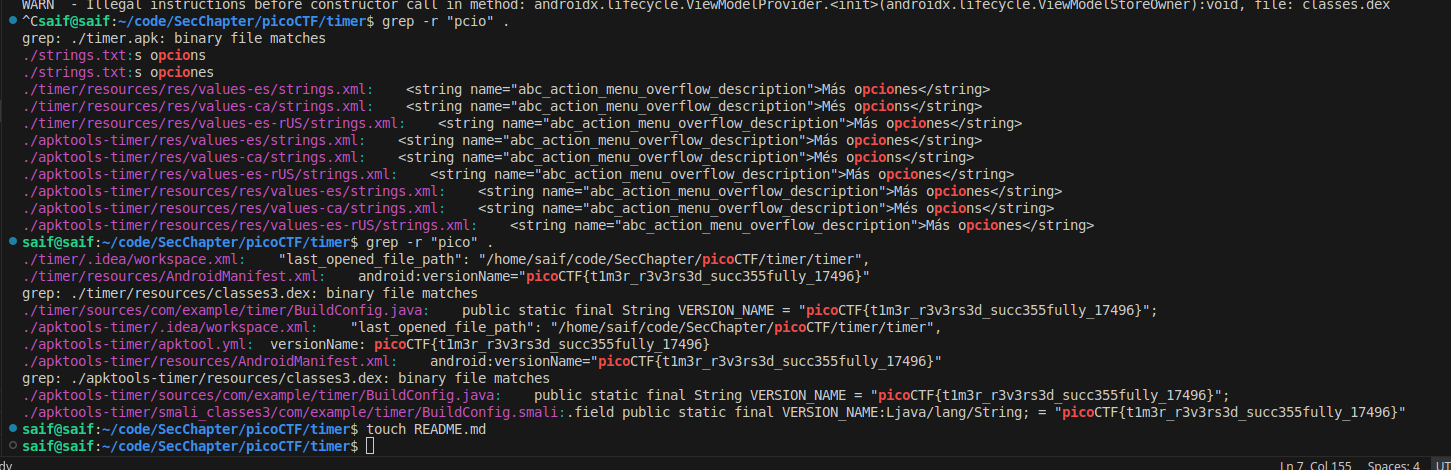 WARN  - Illegal instructions before constructor call in method: androidx.lifecycle.ViewModelProvider.<init>(androidx.lifecycle.ViewModelStoreOwner):void, file: classes.dex
^Csaif@saif:~/code/SecChapter/picoCTF/timer$ grep -r "pcio" .
grep: ./timer.apk: binary file matches
./strings.txt:s opcions
./strings.txt:s opciones
./timer/resources/res/values-es/strings.xml:    <string name="abc_action_menu_overflow_description">Más opciones</string>
./timer/resources/res/values-ca/strings.xml:    <string name="abc_action_menu_overflow_description">Més opcions</string>
./timer/resources/res/values-es-rUS/strings.xml:    <string name="abc_action_menu_overflow_description">Más opciones</string>
./apktools-timer/res/values-es/strings.xml:    <string name="abc_action_menu_overflow_description">Más opciones</string>
./apktools-timer/res/values-ca/strings.xml:    <string name="abc_action_menu_overflow_description">Més opcions</string>
./apktools-timer/res/values-es-rUS/strings.xml:    <string name="abc_action_menu_overflow_description">Más opciones</string>
./apktools-timer/resources/res/values-es/strings.xml:    <string name="abc_action_menu_overflow_description">Más opciones</string>
./apktools-timer/resources/res/values-ca/strings.xml:    <string name="abc_action_menu_overflow_description">Més opcions</string>
./apktools-timer/resources/res/values-es-rUS/strings.xml:    <string name="abc_action_menu_overflow_description">Más opciones</string>
saif@saif:~/code/SecChapter/picoCTF/timer$ grep -r "pico" .
./timer/.idea/workspace.xml:    "last_opened_file_path": "/home/saif/code/SecChapter/picoCTF/timer/timer",
./timer/resources/AndroidManifest.xml:    android:versionName="picoCTF{t1m3r_r3v3rs3d_succ355fully_17496}"
grep: ./timer/resources/classes3.dex: binary file matches
./timer/sources/com/example/timer/BuildConfig.java:    public static final String VERSION_NAME = "picoCTF{t1m3r_r3v3rs3d_succ355fully_17496}";
./apktools-timer/.idea/workspace.xml:    "last_opened_file_path": "/home/saif/code/SecChapter/picoCTF/timer/timer",
./apktools-timer/apktool.yml:  versionName: picoCTF{t1m3r_r3v3rs3d_succ355fully_17496}
./apktools-timer/resources/AndroidManifest.xml:    android:versionName="picoCTF{t1m3r_r3v3rs3d_succ355fully_17496}"
grep: ./apktools-timer/resources/classes3.dex: binary file matches
./apktools-timer/sources/com/example/timer/BuildConfig.java:    public static final String VERSION_NAME = "picoCTF{t1m3r_r3v3rs3d_succ355fully_17496}";
./apktools-timer/smali_classes3/com/example/timer/BuildConfig.smali:.field public static final VERSION_NAME:Ljava/lang/String; = "picoCTF{t1m3r_r3v3rs3d_succ355fully_17496}"
saif@saif:~/code/SecChapter/picoCTF/timer$ touch README.md
saif@saif:~/code/SecChapter/picoCTF/timer$
Ln 7, Col 155 Spaces: 4